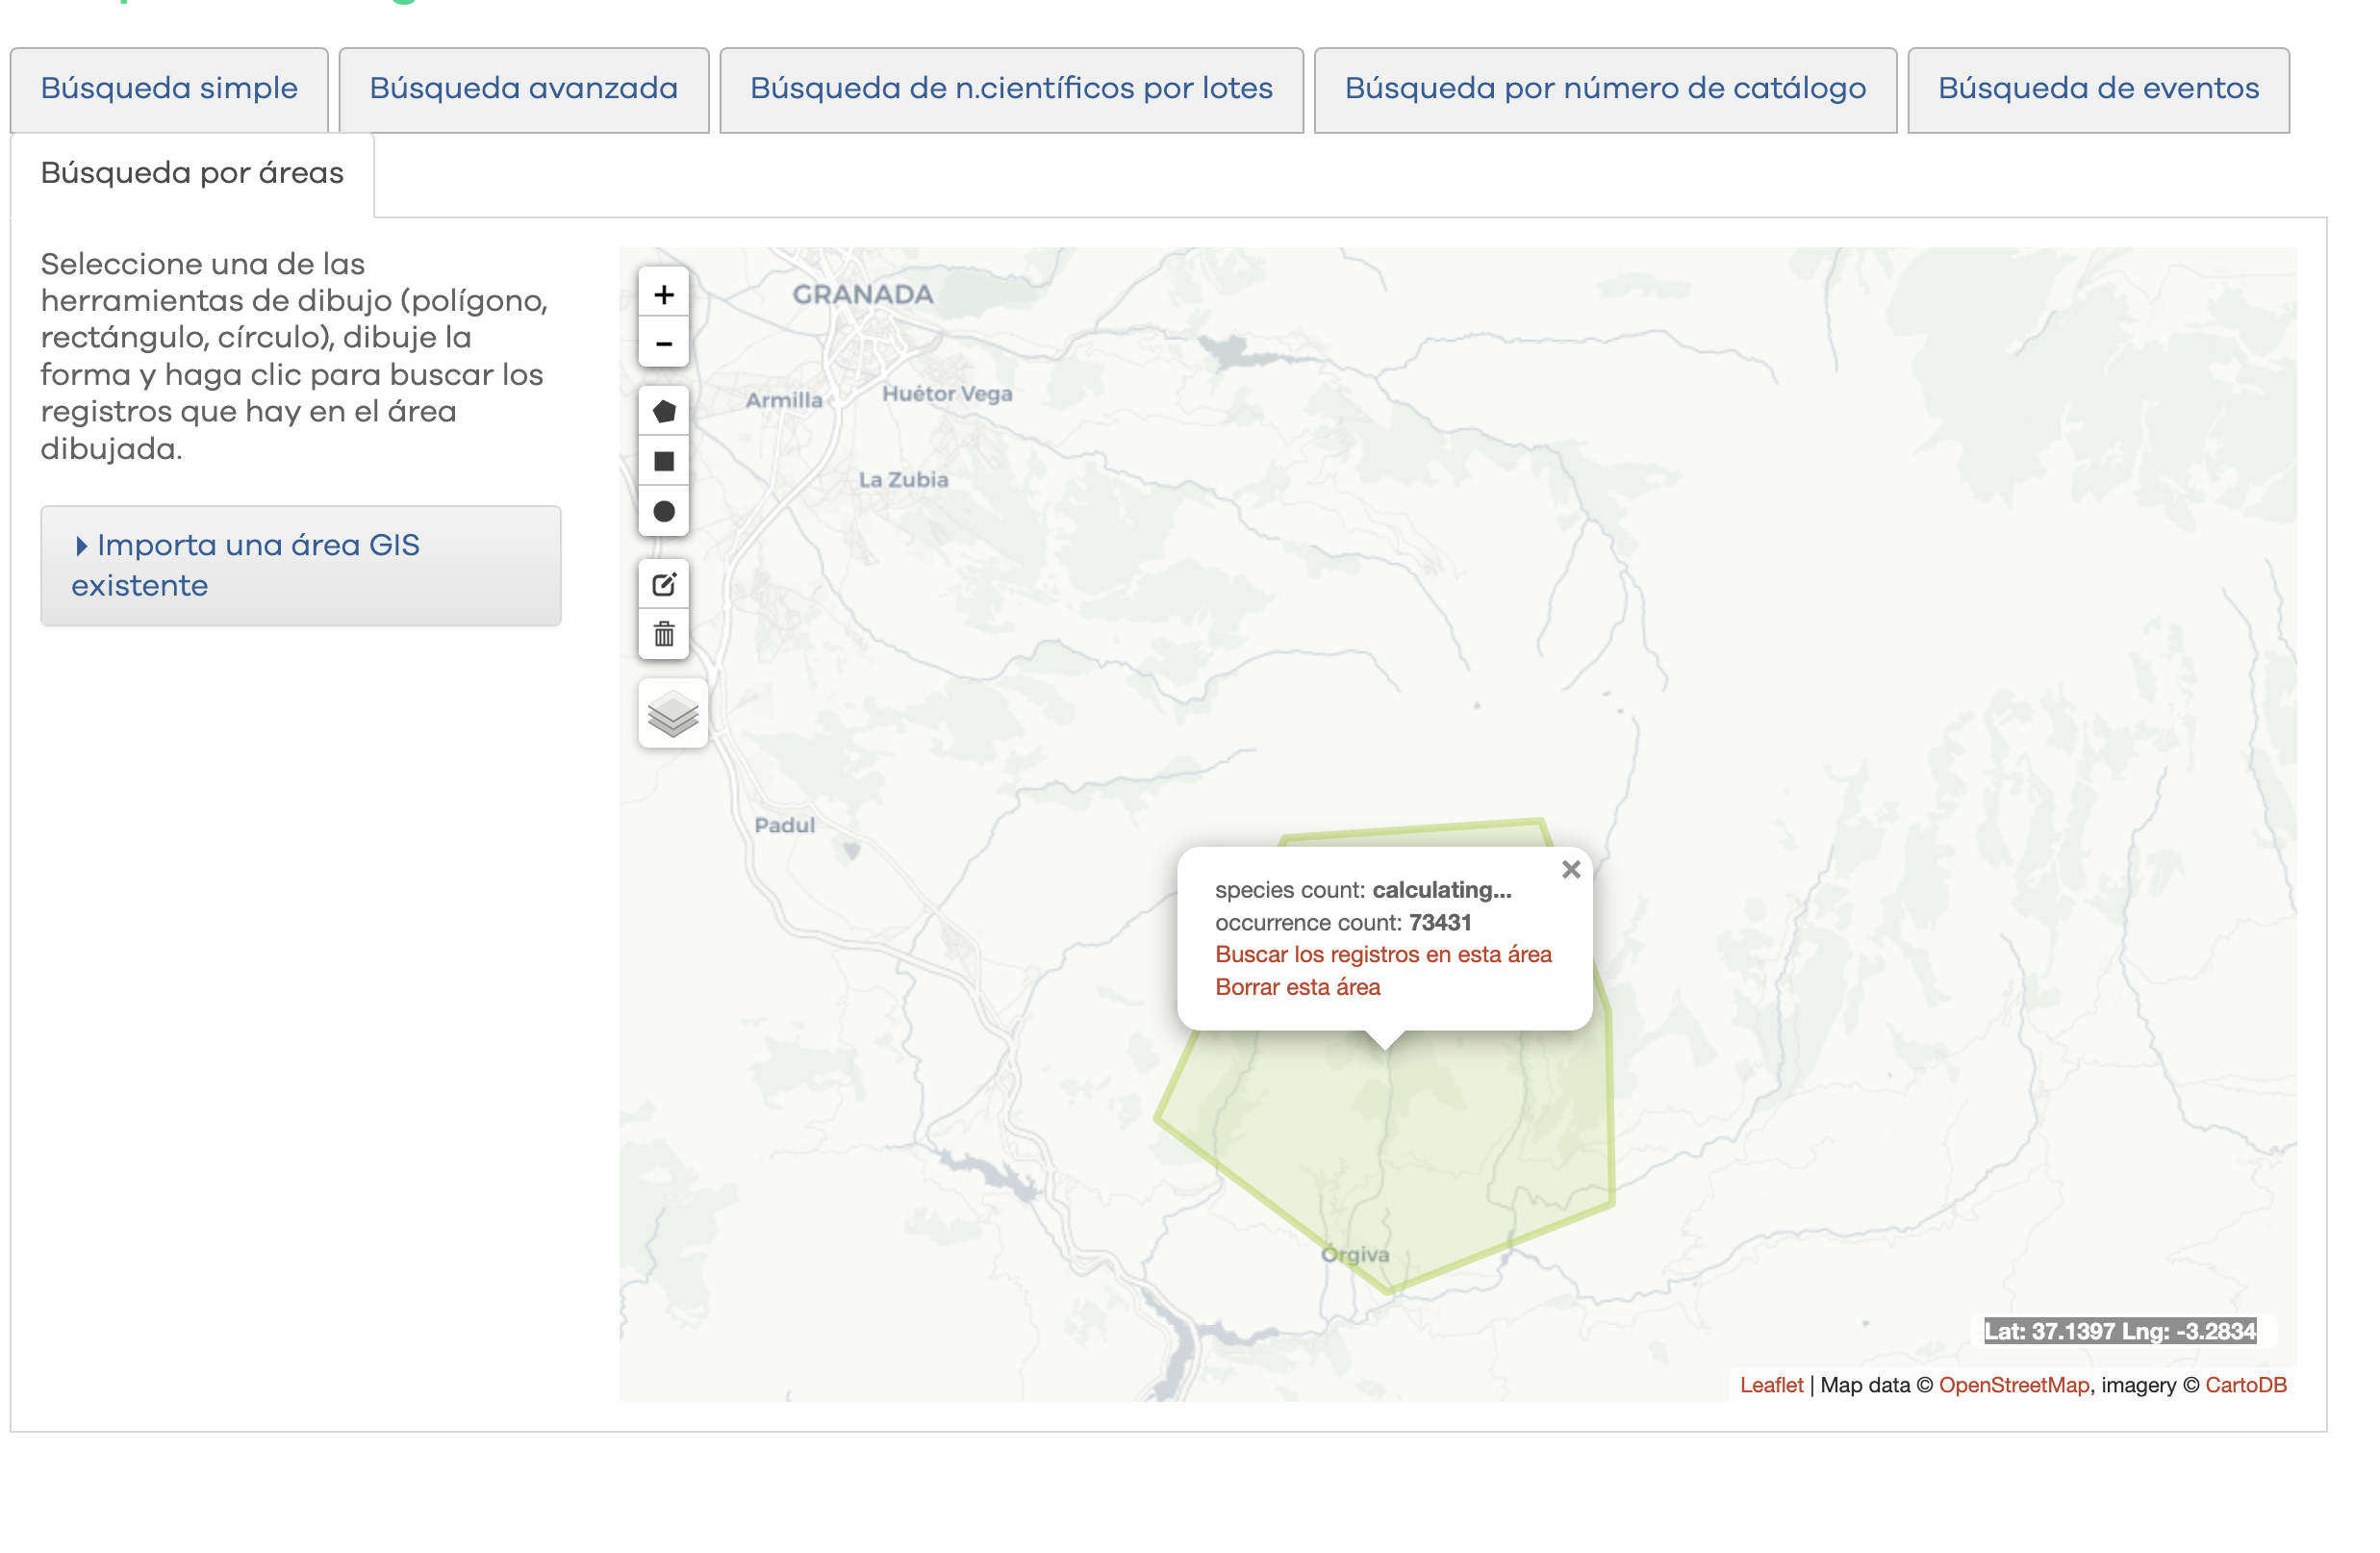 Búsqueda simple
Búsqueda avanzada
Búsqueda de n.científicos por lotes
Búsqueda por número de catálogo
Búsqueda de eventos
Búsqueda por áreas
Seleccione una de las
herramientas de dibujo (polígono,
rectángulo, círculo), dibuje la
forma y haga clic para buscar los
registros que hay en el área
dibujada.
Importa una área GIS
existente
+
−
GRANADA
Armilla
Huétor Vega
La Zubia
Padul
species count: calculating...
occurrence count: 73431
Buscar los registros en esta área
Borrar esta área
Órgiva
Lat: 37.1397 Lng: -3.2834
Leaflet | Map data © OpenStreetMap, imagery © CartoDB